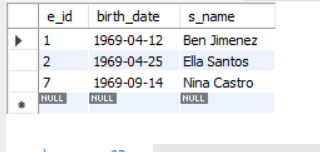 e_id birth_date s_name
1 1969-04-12 Ben Jimenez
2 1969-04-25 Ella Santos
7 1969-09-14 Nina Castro
NULL NULL NULL